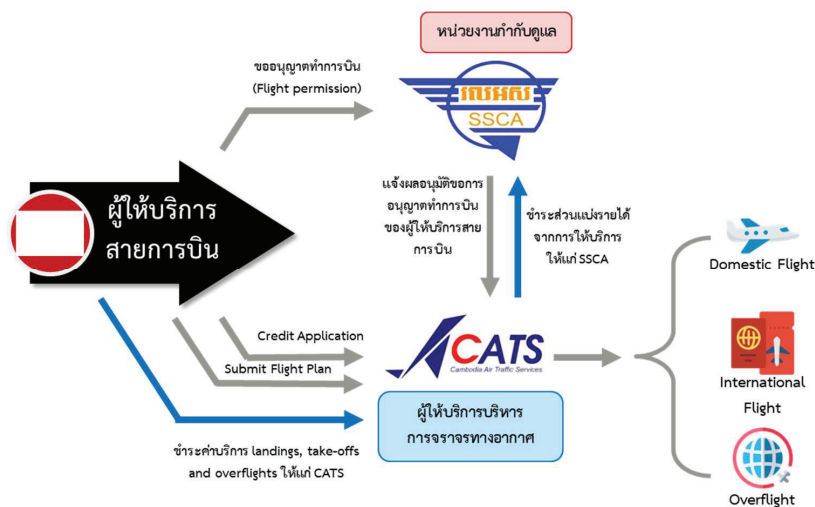 หน่วยงานกำกับดูแล
ขออนุญาตทำการบิน
(Flight permission)
រលអស
SSCA
ผู้ให้บริการ
สายการบิน
แจ้งผลอนุมัติขอการ
อนุญาตทำการบิน
ของผู้ให้บริการสาย
การบิน
ชำระส่วนแบ่งรายได้
จากการให้บริการ
ให้แก่ SSCA
Domestic Flight
Credit Application
Submit Flight Plan
CATS
Cambodia Air Traffic Services
International
Flight
ผู้ให้บริการบริหาร
การจราจรทางอากาศ
ชำระค่าบริการ landings, take-offs
and overflights ให้แก่ CATS
Overflight